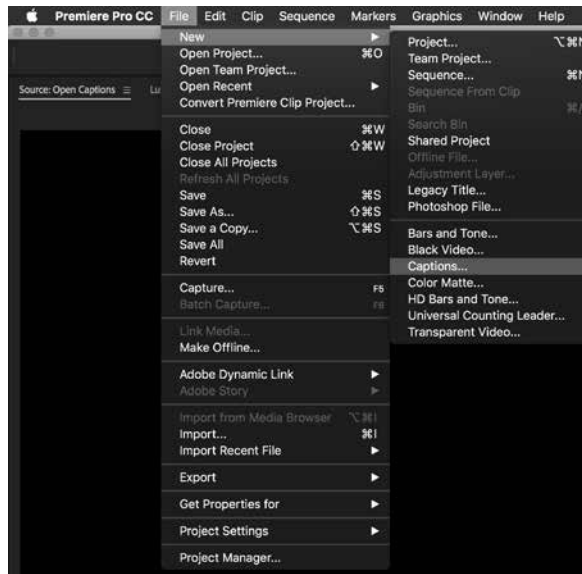 Premiere Pro CC File Edit Clip Sequence Markers Graphics Window Help
Source: Open Captions
New
Open Project... ⌘O
Open Team Project...
Open Recent
Convert Premiere Clip Project...
Close ⌘W
Close Project ⇧⌘W
Close All Projects
Refresh All Projects
Save ⌘S
Save As... ⇧⌘S
Save a Copy... ⌥⌘S
Save All
Revert
Capture... F5
Batch Capture... F6
Link Media...
Make Offline...
Adobe Dynamic Link
Adobe Story
Import from Media Browser ⌥⌘I
Import... ⌘I
Import Recent File
Export
Get Properties for
Project Settings
Project Manager...
Project...
Team Project...
Sequence... ⌘N
Sequence From Clip
Bin
Search Bin
Shared Project
Offline File...
Adjustment Layer...
Legacy Title...
Photoshop File...
Bars and Tone...
Black Video...
Captions...
Color Matte...
HD Bars and Tone...
Universal Counting Leader...
Transparent Video...